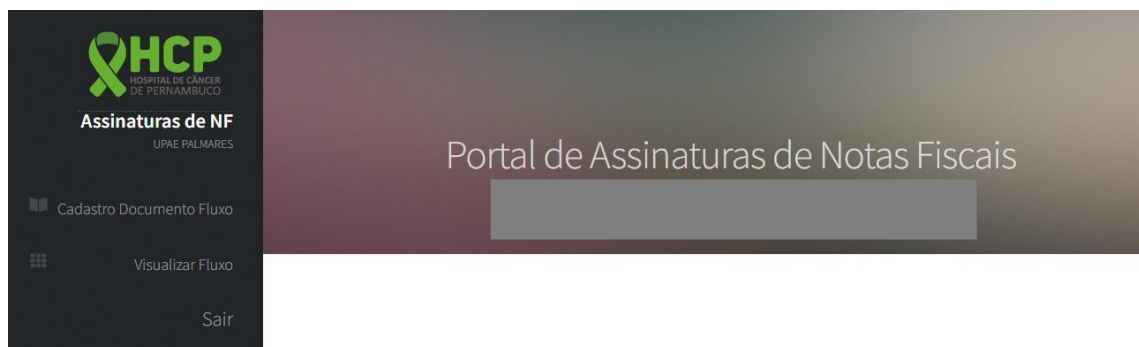 HCP
HOSPITAL DE CÂNCER
DE PERNAMBUCO
Assinaturas de NF
UPAE PALMARES
Cadastro Documento Fluxo
Visualizar Fluxo
Sair
Portal de Assinaturas de Notas Fiscais